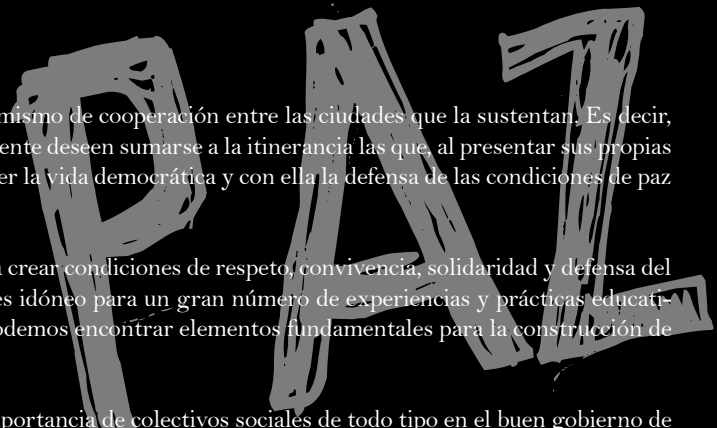 PAZ
mismo de cooperación entre las ciudades que la sustentan. Es decir,
ente deseen sumarse a la itinerancia las que, al presentar sus propias
er la vida democrática y con ella la defensa de las condiciones de paz
crear condiciones de respeto, convivencia, solidaridad y defensa del
es idóneo para un gran número de experiencias y prácticas educati-
odemos encontrar elementos fundamentales para la construcción de
portancia de colectivos sociales de todo tipo en el buen gobierno de